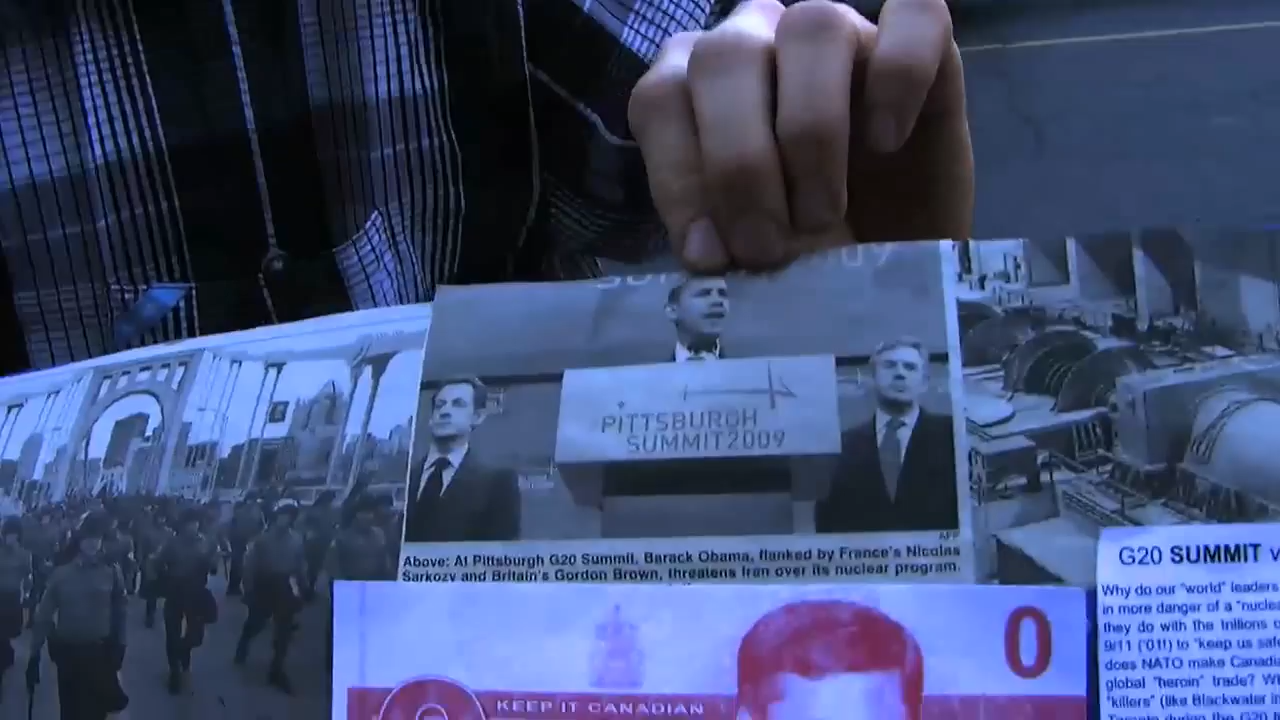 PITTSBURGH
SUMMIT2009
AFP
Above: At Pittsburgh G20 Summit, Barack Obama, flanked by France's Nicolas
Sarkozy and Britain's Gordon Brown, threatens Iran over its nuclear program.
0
KEEP IT CANADIAN
G20 SUMMIT
Why do our "world" leaders
in more danger of a
they do with the trillions
9/11 ('01!) to "keep us
does NATO make
global "heroin" trade?
"killers" (like Blackwater
during the G20